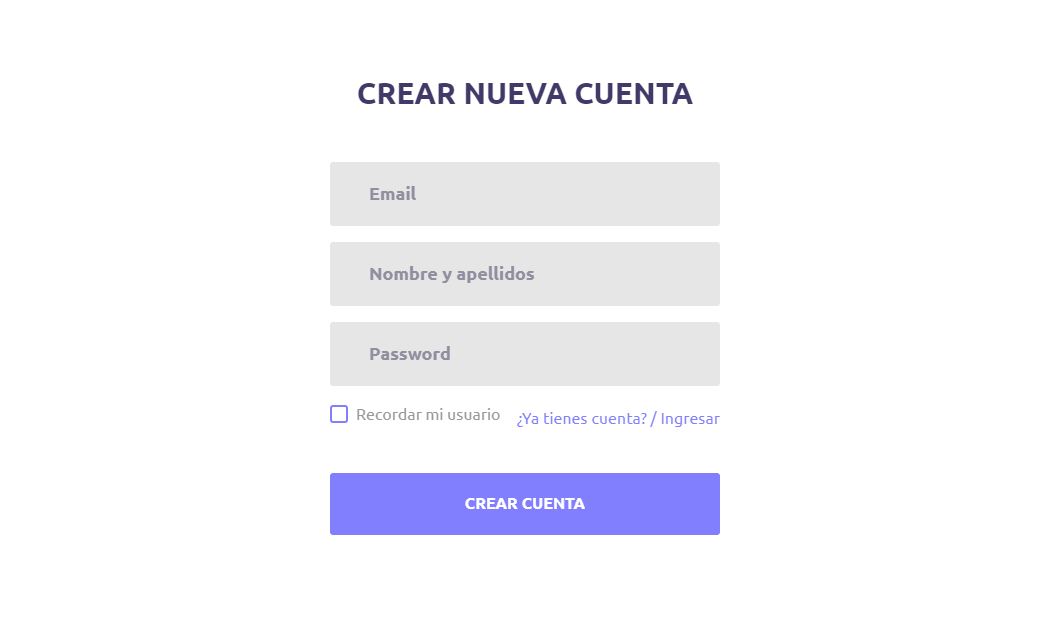 CREAR NUEVA CUENTA
Email
Nombre y apellidos
Password
Recordar mi usuario
¿Ya tienes cuenta? / Ingresar
CREAR CUENTA